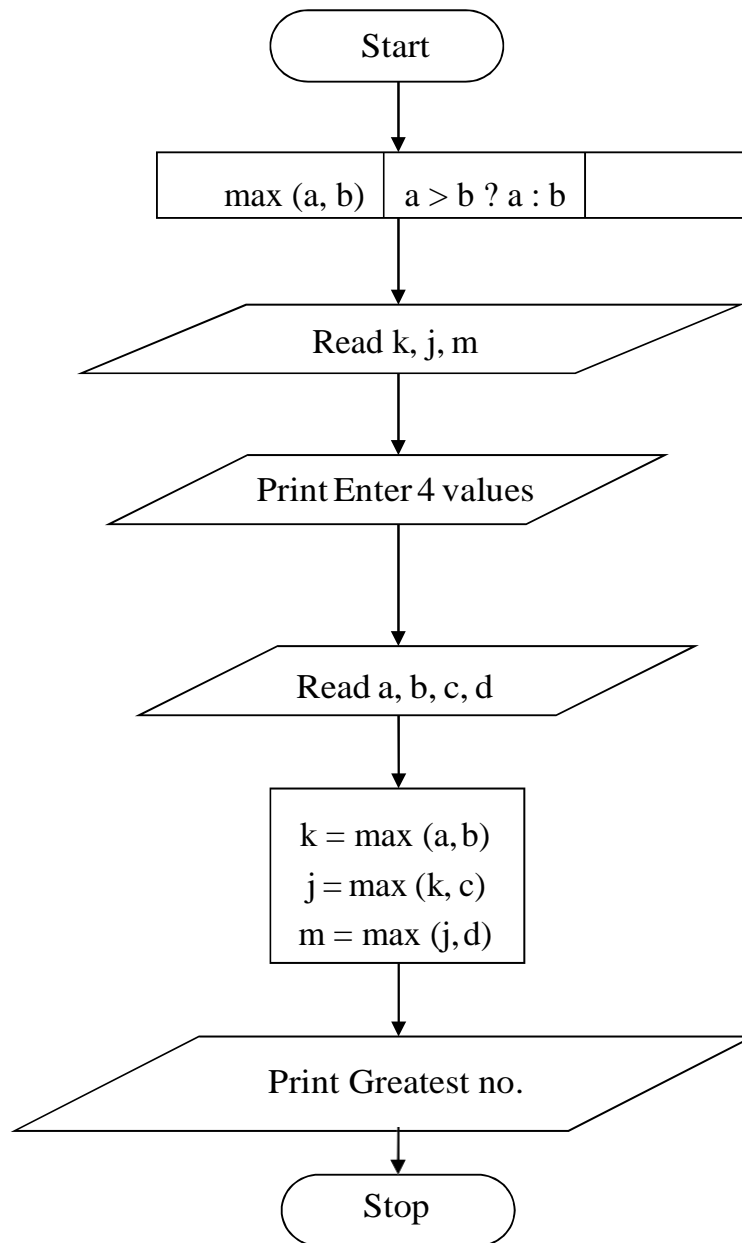 Start
max (a, b) a > b ? a : b
Read k, j, m
Print Enter 4 values
Read a, b, c, d
k = max (a, b)
j = max (k, c)
m = max (j, d)
Print Greatest no.
Stop